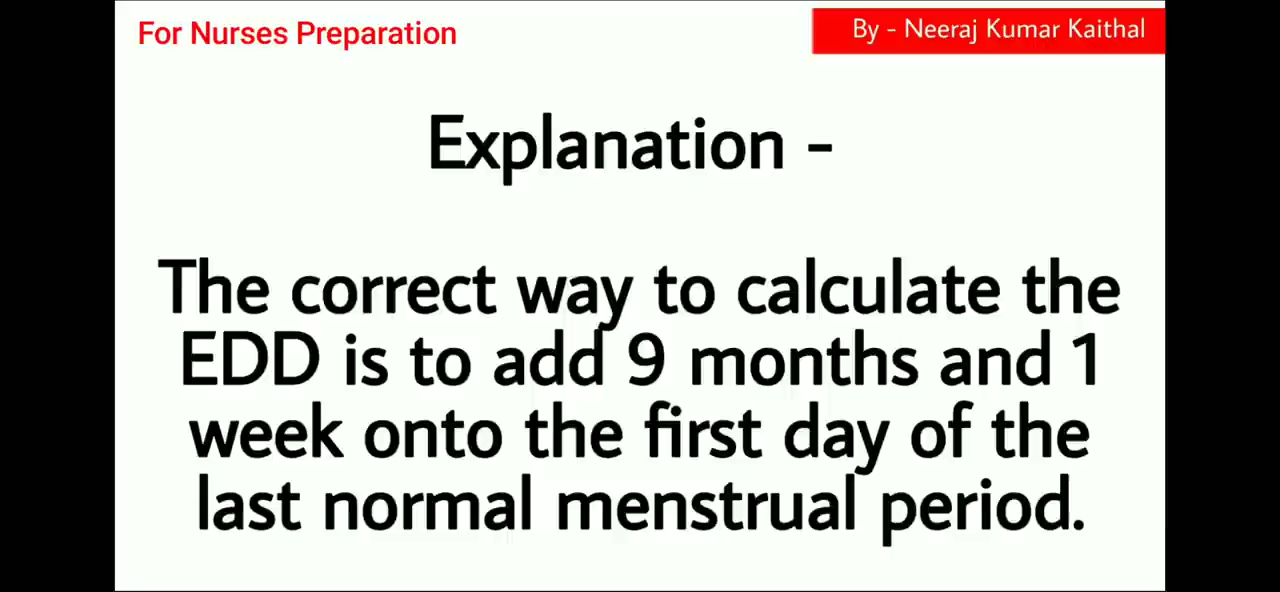 For Nurses Preparation
By - Neeraj Kumar Kaithal
Explanation -
The correct way to calculate the
EDD is to add 9 months and 1
week onto the first day of the
last normal menstrual period.